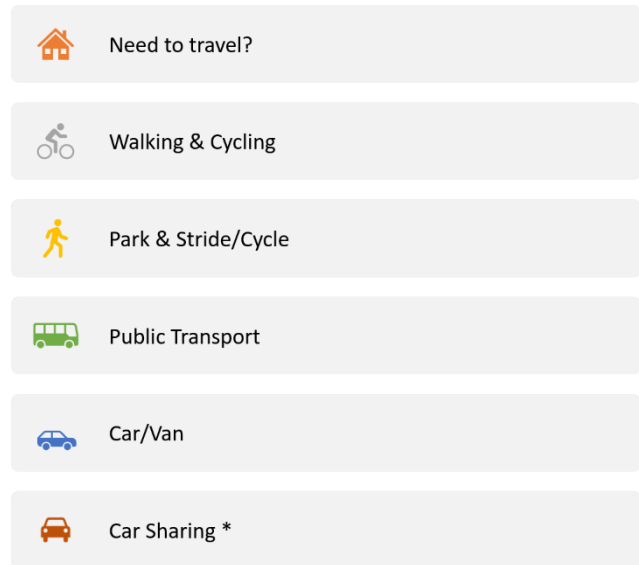 Need to travel?
Walking & Cycling
Park & Stride/Cycle
Public Transport
Car/Van
Car Sharing *